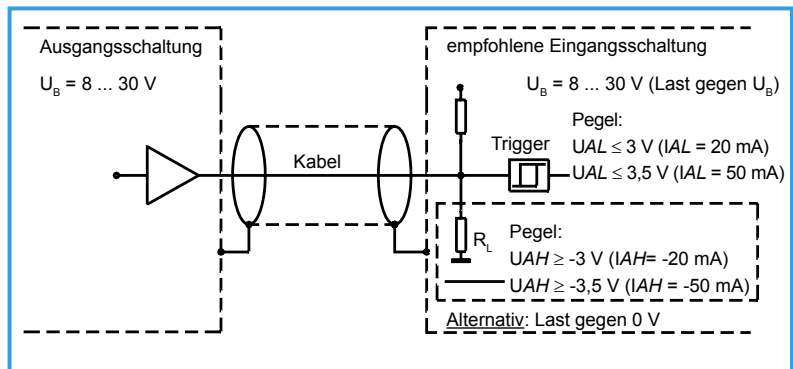 Ausgangsschaltung
U_B = 8 ... 30 V
Kabel
empfohlene Eingangsschaltung
U_B = 8 ... 30 V (Last gegen U_B)
Pegel:
Trigger
UAL ≤ 3 V (IAL = 20 mA)
UAL ≤ 3,5 V (IAL = 50 mA)
R_L
Pegel:
UAH ≥ -3 V (IAH= -20 mA)
UAH ≥ -3,5 V (IAH = -50 mA)
Alternativ: Last gegen 0 V